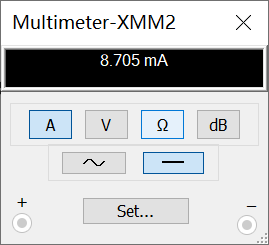 Multimeter-XMM2
8.705 mA
A V Ω dB
+ Set... −